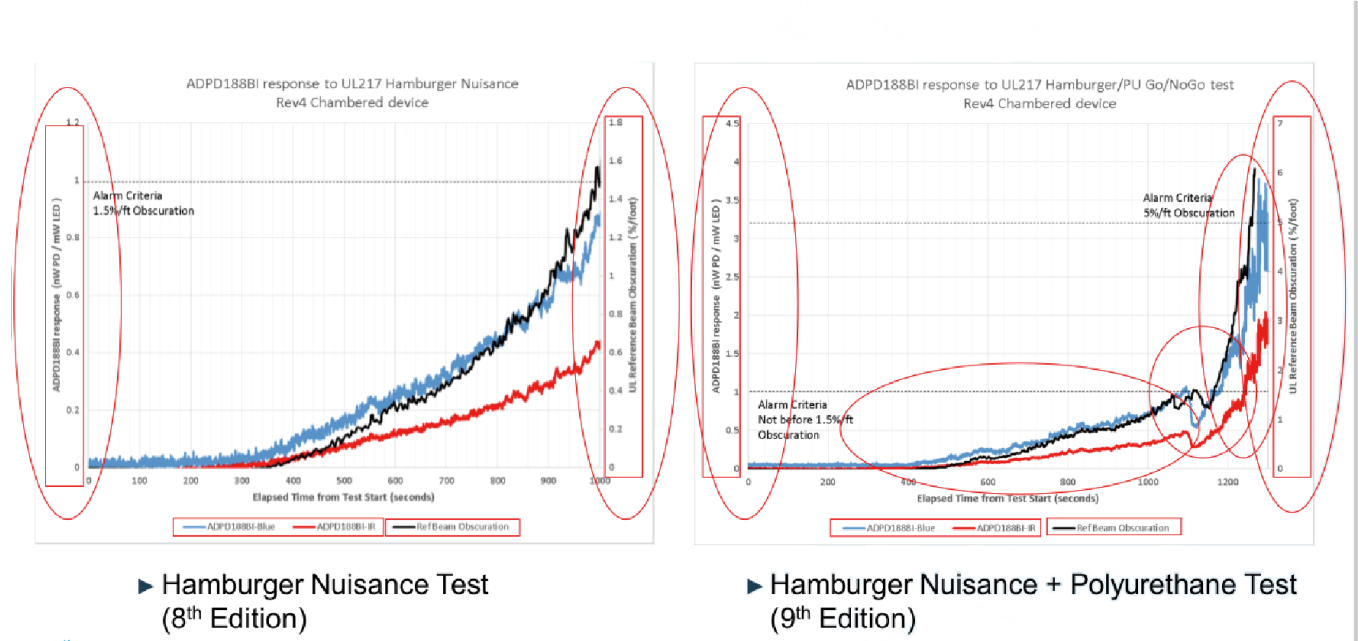 ADPD188BI response to UL217 Hamburger Nuisance
Rev4 Chambered device
1.2
1
0.8
0.6
0.4
0.2
0
ADPD188BI response (nW PD / mW LED )
Alarm Criteria
1.5%/ft Obscuration
1.8
1.6
1.4
1.2
1
0.8
0.6
0.4
0.2
0
UL Reference Beam Obscuration ( %/foot)
0 100 200 300 400 500 600 700 800 900 1000
Elapsed Time from Test Start (seconds)
ADPD188BI-Blue ADPD188BI-IR RefBeam Obscuration
► Hamburger Nuisance Test
(8th Edition)
ADPD188BI response to UL217 Hamburger/PU Go/NoGo test
Rev4 Chambered device
4.5
4
3.5
3
2.5
2
1.5
1
0.5
0
ADPD188BI response (nW PD / mW LED )
Alarm Criteria
5%/ft Obscuration
Alarm Criteria
Not before 1.5%/ft
Obscuration
7
6
5
4
3
2
1
0
UL Reference Beam Obscuration ( %/foot)
0 200 400 600 800 1000 1200
Elapsed Time from Test Start (seconds)
ADPD188BI-Blue ADPD188BI-IR RefBeam Obscuration
► Hamburger Nuisance + Polyurethane Test
(9th Edition)